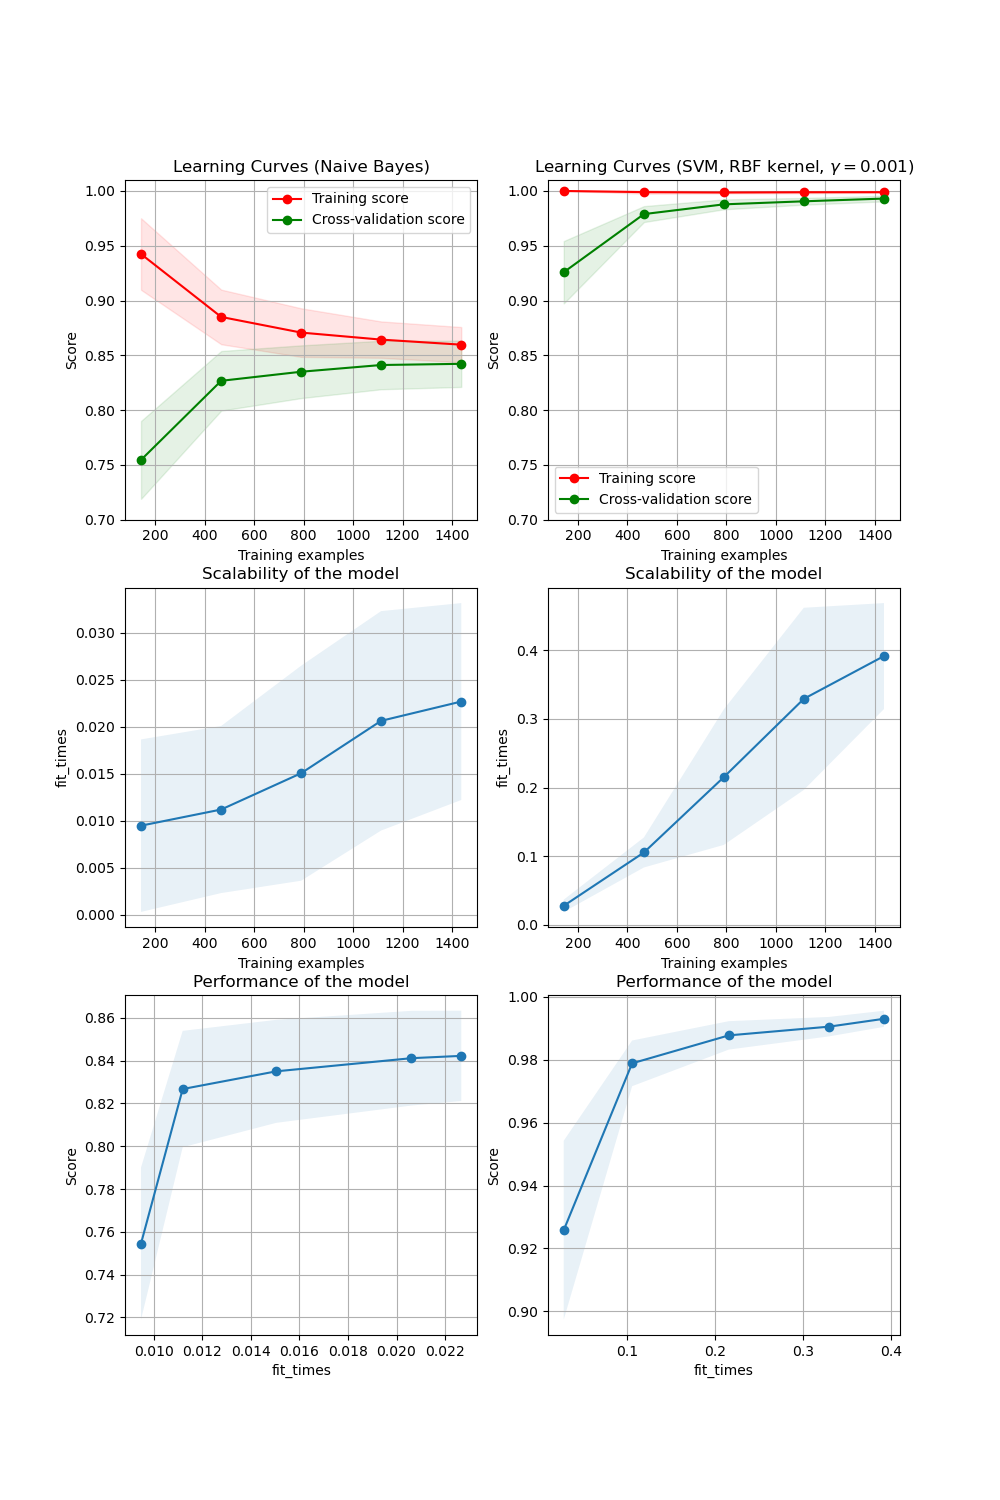 Learning Curves (Naive Bayes)
1.00
0.95
0.90
0.85
0.80
0.75
0.70
Score
Training score
Cross-validation score
200 400 600 800 1000 1200 1400
Training examples
Learning Curves (SVM, RBF kernel, γ = 0.001)
1.00
0.95
0.90
0.85
0.80
0.75
0.70
Score
Training score
Cross-validation score
200 400 600 800 1000 1200 1400
Training examples
Scalability of the model
0.030
0.025
0.020
0.015
0.010
0.005
0.000
fit_times
200 400 600 800 1000 1200 1400
Training examples
Scalability of the model
0.4
0.3
0.2
0.1
0.0
fit_times
200 400 600 800 1000 1200 1400
Training examples
Performance of the model
0.86
0.84
0.82
0.80
0.78
0.76
0.74
0.72
Score
0.010 0.012 0.014 0.016 0.018 0.020 0.022
fit_times
Performance of the model
1.00
0.98
0.96
0.94
0.92
0.90
Score
0.1 0.2 0.3 0.4
fit_times